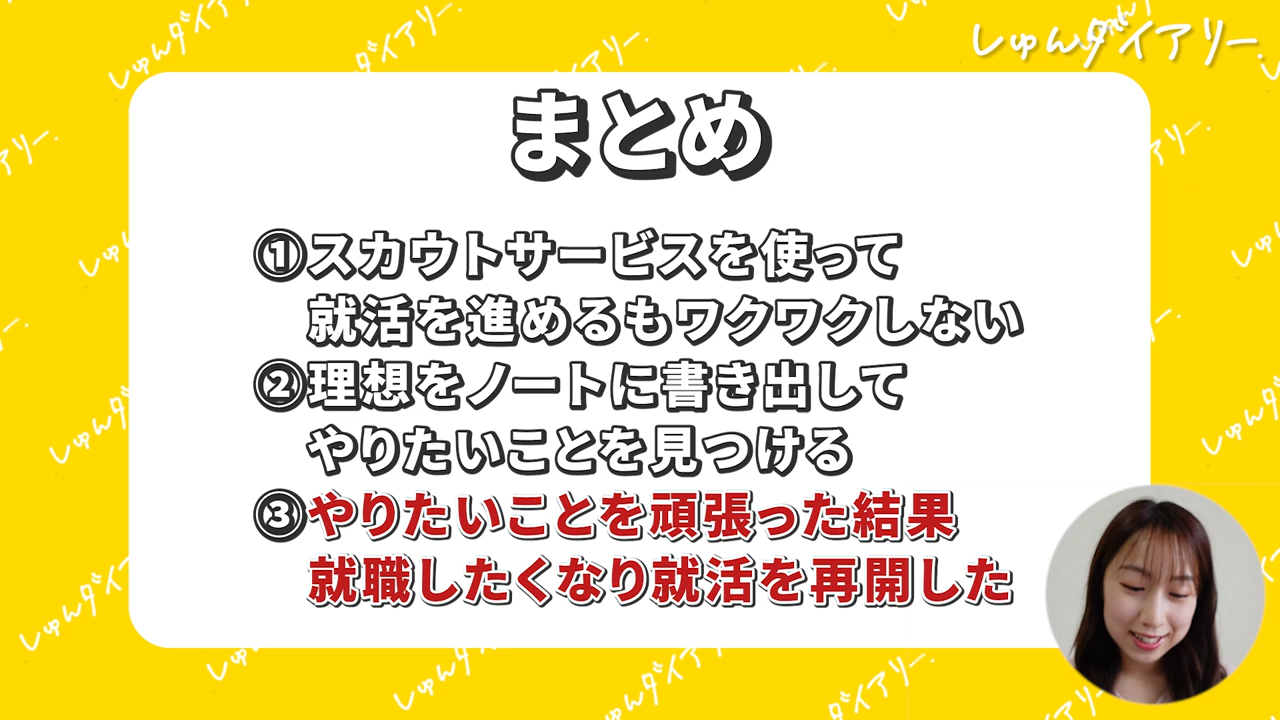 しゅんダイアリー
まとめ
①スカウトサービスを使って
就活を進めるもワクワクしない
②理想をノートに書き出して
やりたいことを見つける
③やりたいことを頑張った結果
就職したくなり就活を再開した